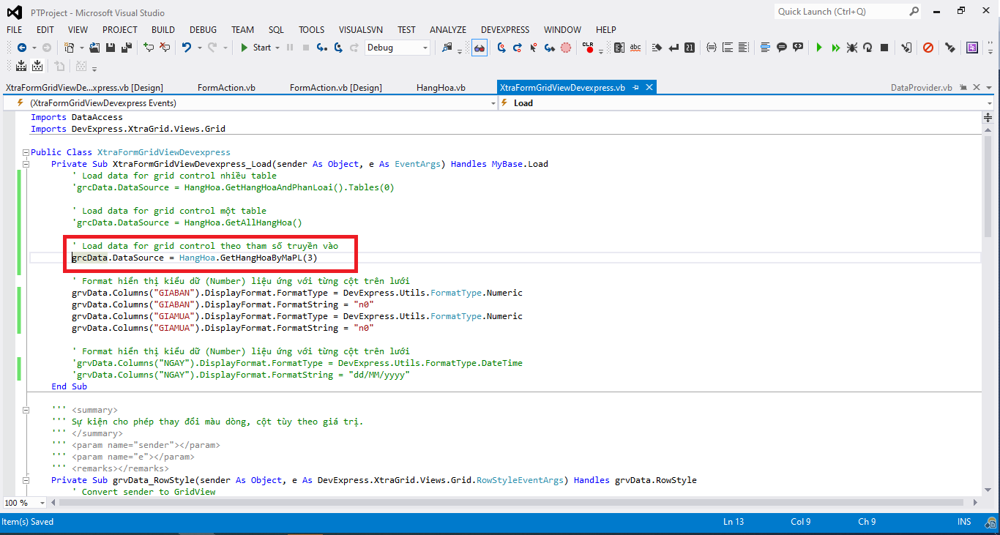 PTProject - Microsoft Visual Studio
Quick Launch (Ctrl+Q)
FILE EDIT VIEW PROJECT BUILD DEBUG TEAM SQL TOOLS VISUALSVN TEST ANALYZE DEVEXPRESS WINDOW HELP
Start Debug CLR abc 21
XtraFormGridViewDe...xpress.vb [Design] FormAction.vb FormAction.vb [Design] HangHoa.vb XtraFormGridViewDevexpress.vb DataProvider.vb
(XtraFormGridViewDevexpress Events) Load
Imports DataAccess
Imports DevExpress.XtraGrid.Views.Grid
Public Class XtraFormGridViewDevexpress
Private Sub XtraFormGridViewDevexpress_Load(sender As Object, e As EventArgs) Handles MyBase.Load
' Load data for grid control nhiều table
'grcData.DataSource = HangHoa.GetHangHoaAndPhanLoai().Tables(0)
' Load data for grid control một table
'grcData.DataSource = HangHoa.GetAllHangHoa()
' Load data for grid control theo tham số truyền vào
grcData.DataSource = HangHoa.GetHangHoaByMaPL(3)
' Format hiển thị kiểu dữ (Number) liệu ứng với từng cột trên lưới
grvData.Columns("GIABAN").DisplayFormat.FormatType = DevExpress.Utils.FormatType.Numeric
grvData.Columns("GIABAN").DisplayFormat.FormatString = "n0"
grvData.Columns("GIAMUA").DisplayFormat.FormatType = DevExpress.Utils.FormatType.Numeric
grvData.Columns("GIAMUA").DisplayFormat.FormatString = "n0"
' Format hiển thị kiểu dữ (Number) liệu ứng với từng cột trên lưới
'grvData.Columns("NGAY").DisplayFormat.FormatType = DevExpress.Utils.FormatType.DateTime
'grvData.Columns("NGAY").DisplayFormat.FormatString = "dd/MM/yyyy"
End Sub
''' <summary>
''' Sự kiện cho phép thay đổi màu dòng, cột tùy theo giá trị.
''' </summary>
''' <param name="sender"></param>
''' <param name="e"></param>
''' <remarks></remarks>
Private Sub grvData_RowStyle(sender As Object, e As DevExpress.XtraGrid.Views.Grid.RowStyleEventArgs) Handles grvData.RowStyle
' Convert sender to GridView
100 %
Item(s) Saved Ln 13 Col 9 Ch 9 INS